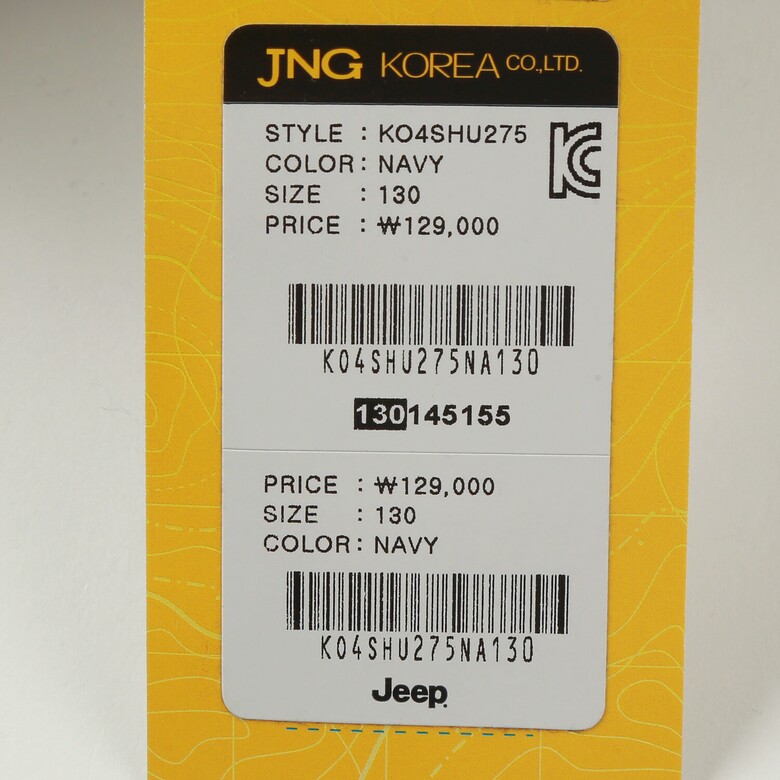 JNG KOREA CO.,LTD.
STYLE : KO4SHU275
COLOR : NAVY
SIZE : 130
PRICE : ₩129,000
KC
K04SHU275NA130
130145155
PRICE : ₩129,000
SIZE : 130
COLOR : NAVY
K04SHU275NA130
Jeep.